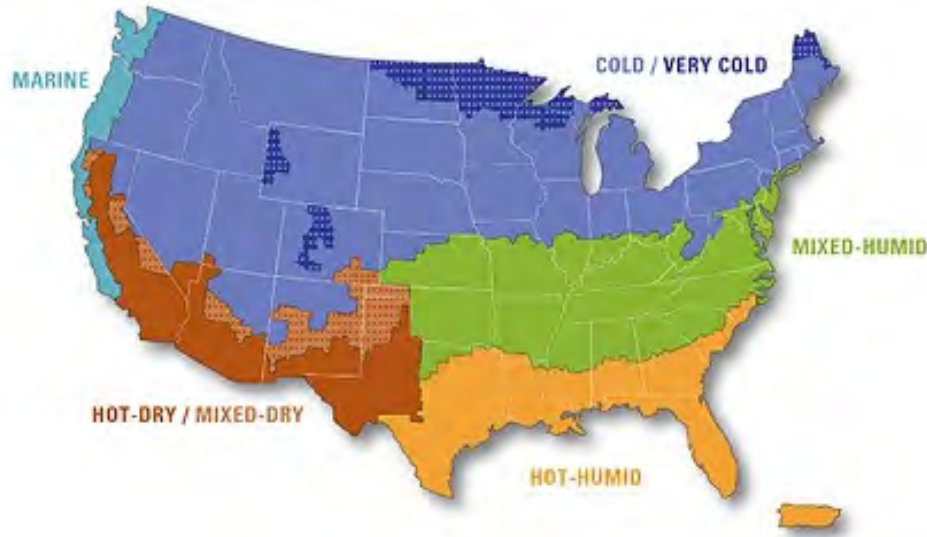 COLD / VERY COLD
MARINE
MIXED-HUMID
HOT-DRY / MIXED-DRY
HOT-HUMID